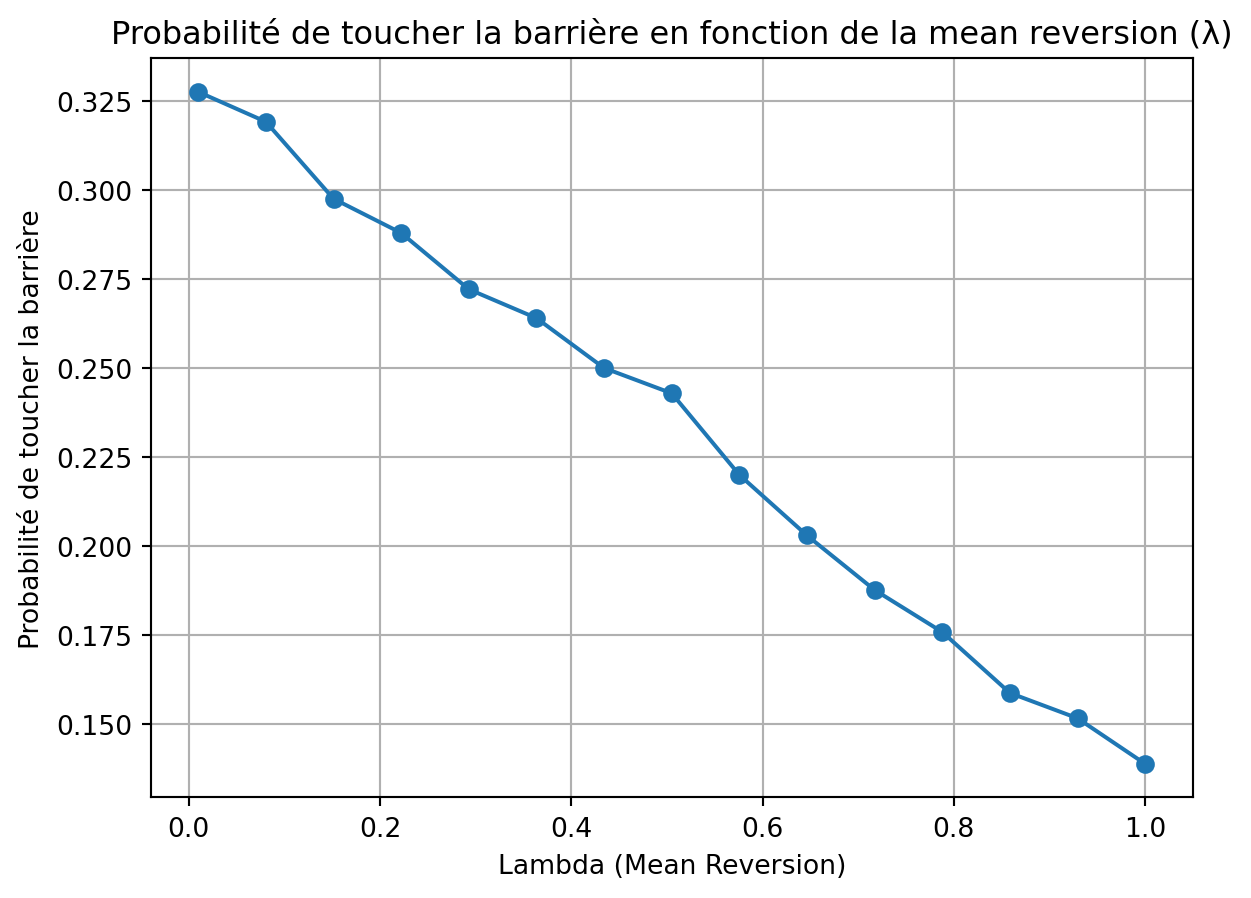 Probabilité de toucher la barrière en fonction de la mean reversion (λ)
Probabilité de toucher la barrière
0.325
0.300
0.275
0.250
0.225
0.200
0.175
0.150
0.0 0.2 0.4 0.6 0.8 1.0
Lambda (Mean Reversion)